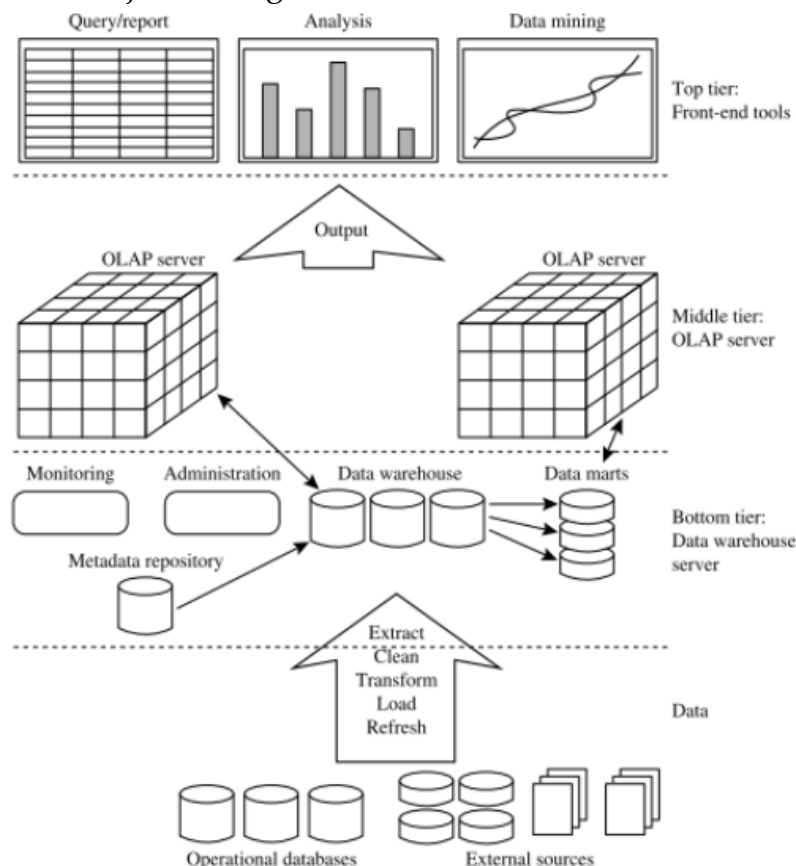 Query/report
Analysis
Data mining
Top tier:
Front-end tools
Output
OLAP server
OLAP server
Middle tier:
OLAP server
Monitoring
Administration
Data warehouse
Data marts
Bottom tier:
Data warehouse
server
Metadata repository
Extract
Clean
Transform
Load
Refresh
Data
Operational databases
External sources